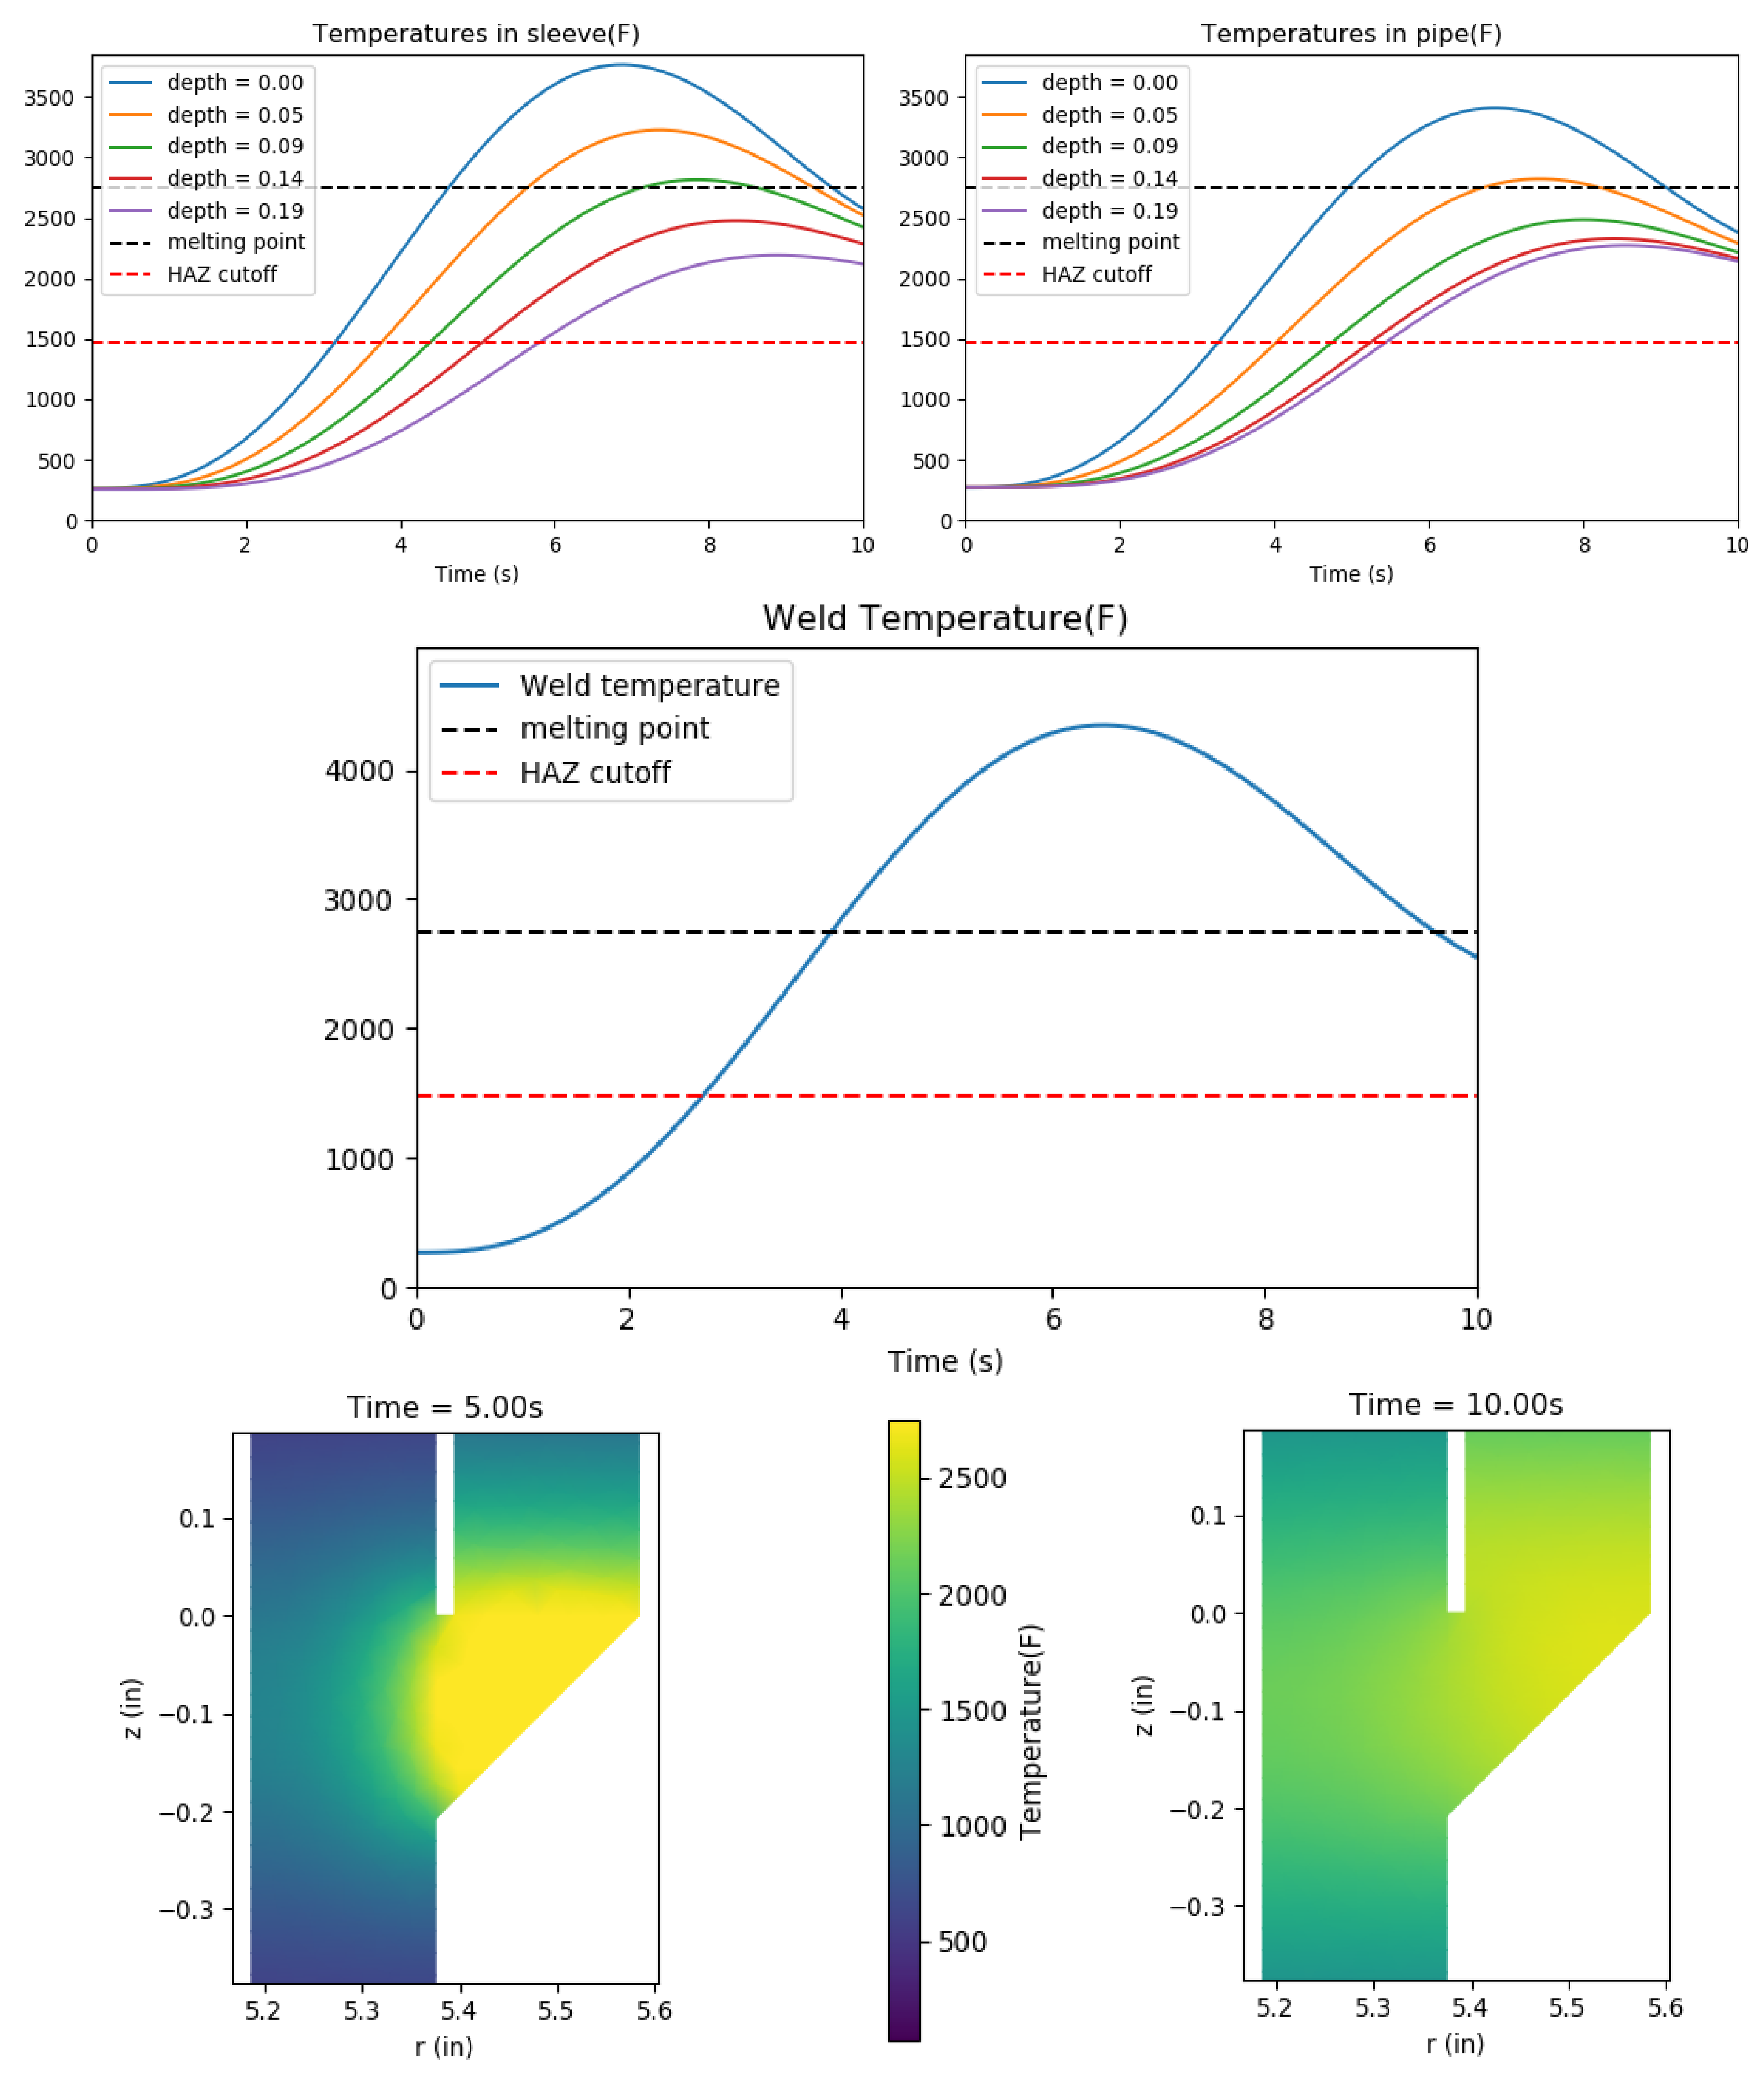 Temperatures in sleeve(F)
depth = 0.00
depth = 0.05
depth = 0.09
depth = 0.14
depth = 0.19
melting point
HAZ cutoff
3500
3000
2500
2000
1500
1000
500
0
0 2 4 6 8 10
Time (s)
Temperatures in pipe(F)
depth = 0.00
depth = 0.05
depth = 0.09
depth = 0.14
depth = 0.19
melting point
HAZ cutoff
3500
3000
2500
2000
1500
1000
500
0
0 2 4 6 8 10
Time (s)
Weld Temperature(F)
Weld temperature
melting point
HAZ cutoff
4000
3000
2000
1000
0
0 2 4 6 8 10
Time (s)
Time = 5.00s
0.1
0.0
−0.1
−0.2
−0.3
z (in)
5.2 5.3 5.4 5.5 5.6
r (in)
2500
2000
1500
1000
500
Temperature(F)
Time = 10.00s
0.1
0.0
−0.1
−0.2
−0.3
z (in)
5.2 5.3 5.4 5.5 5.6
r (in)